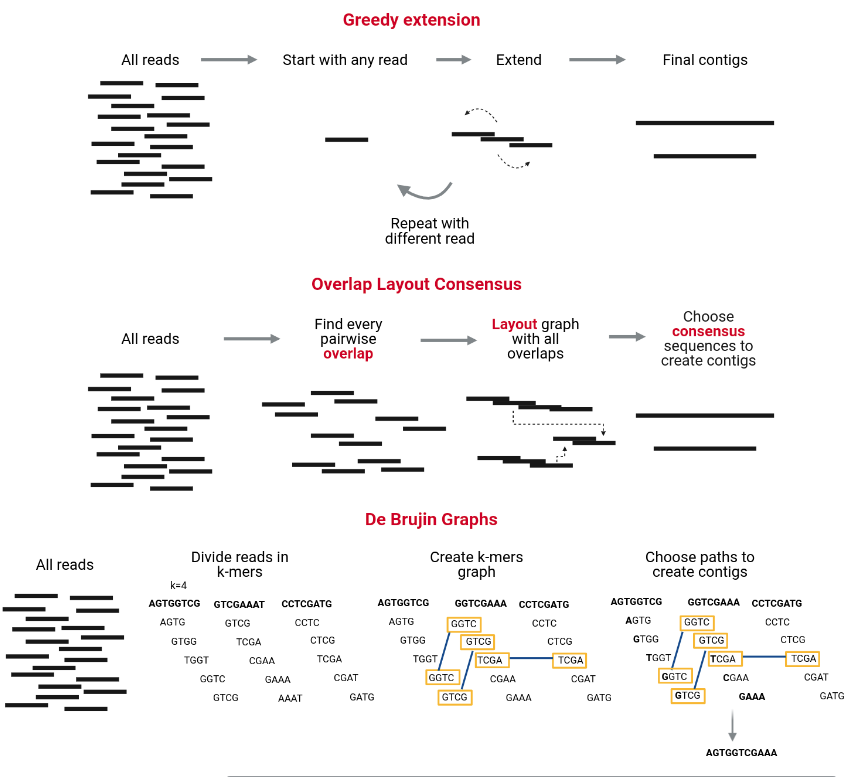 Greedy extension
All reads
Start with any read
Extend
Final contigs
Repeat with
different read
Overlap Layout Consensus
All reads
Find every
pairwise
overlap
Layout graph
with all
overlaps
Choose
consensus
sequences to
create contigs
De Brujin Graphs
All reads
Divide reads in
k-mers
k=4
AGTGGTCG GTCGAAAT CCTCGATG
AGTG GTCG CCTC
GTGG TCGA CTCG
TGGT CGAA TCGA
GGTC GAAA CGAT
GTCG AAAT GATG
Create k-mers
graph
AGTGGTCG GGTCGAAA CCTCGATG
AGTG GGTC CCTC
GTGG GTCG CTCG
TGGT TCGA TCGA
GGTC CGAA CGAT
GTCG GAAA GATG
Choose paths to
create contigs
AGTGGTCG GGTCGAAA CCTCGATG
AGTG GGTC CCTC
GTGG GTCG CTCG
TGGT TCGA TCGA
GGTC CGAA CGAT
GTCG GAAA GATG
AGTGGTCGAAA